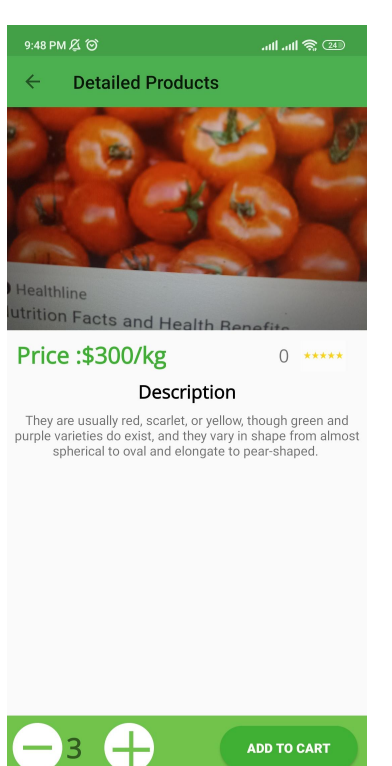 9:48 PM
24
Detailed Products
Healthline
utrition Facts and Health Benefits
Price :$300/kg
0
Description
They are usually red, scarlet, or yellow, though green and
purple varieties do exist, and they vary in shape from almost
spherical to oval and elongate to pear-shaped.
3
ADD TO CART